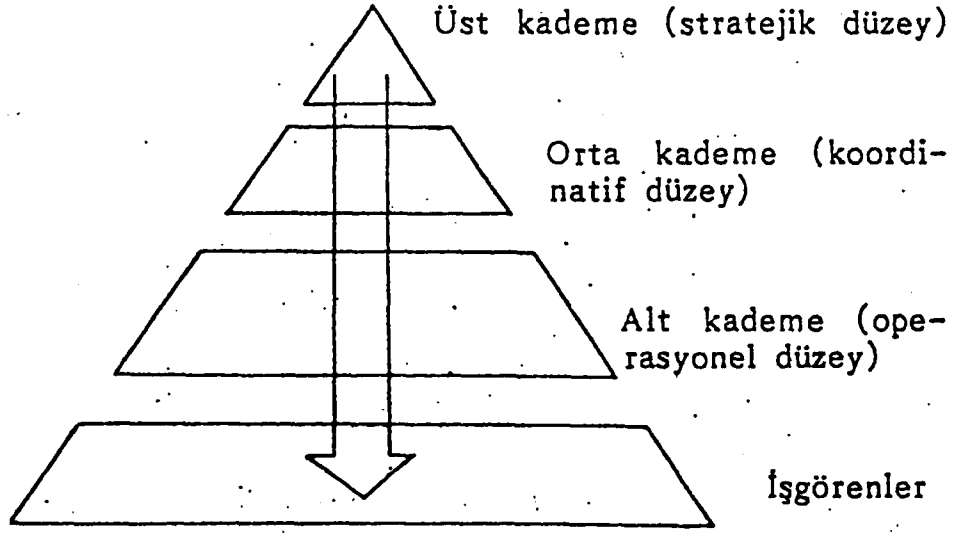 Üst kademe (stratejik düzey)
Orta kademe (koordi-
natif düzey)
Alt kademe (ope-
rasyonel düzey)
İşgörenler